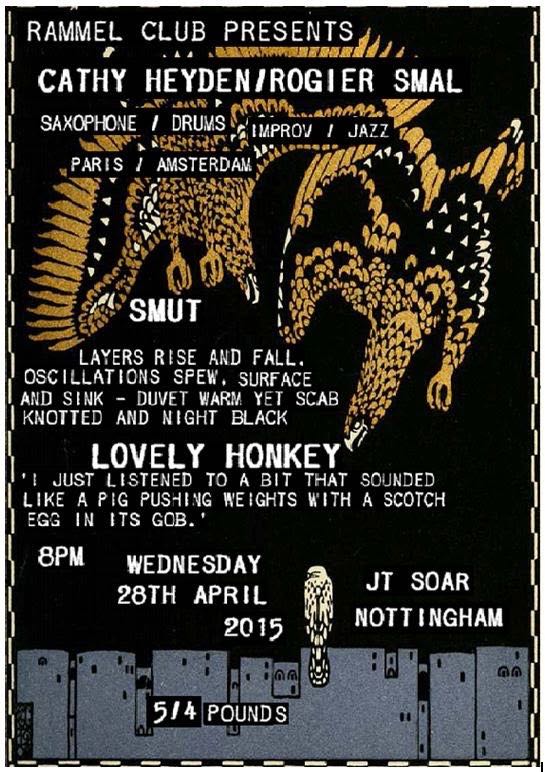 RAMMEL CLUB PRESENTS
CATHY HEYDEN/ROGIER SMAL
SAXOPHONE / DRUMS IMPROV / JAZZ
PARIS / AMSTERDAM
SMUT
LAYERS RISE AND FALL.
OSCILLATIONS SPEW. SURFACE
AND SINK - DUVET WARM YET SCAB
KNOTTED AND NIGHT BLACK
LOVELY HONKEY
'I JUST LISTENED TO A BIT THAT SOUNDED
LIKE A PIG PUSHING WEIGHTS WITH A SCOTCH
EGG IN ITS GOB.'
8PM
WEDNESDAY
28TH APRIL
2015
JT SOAR
NOTTINGHAM
5/4 POUNDS